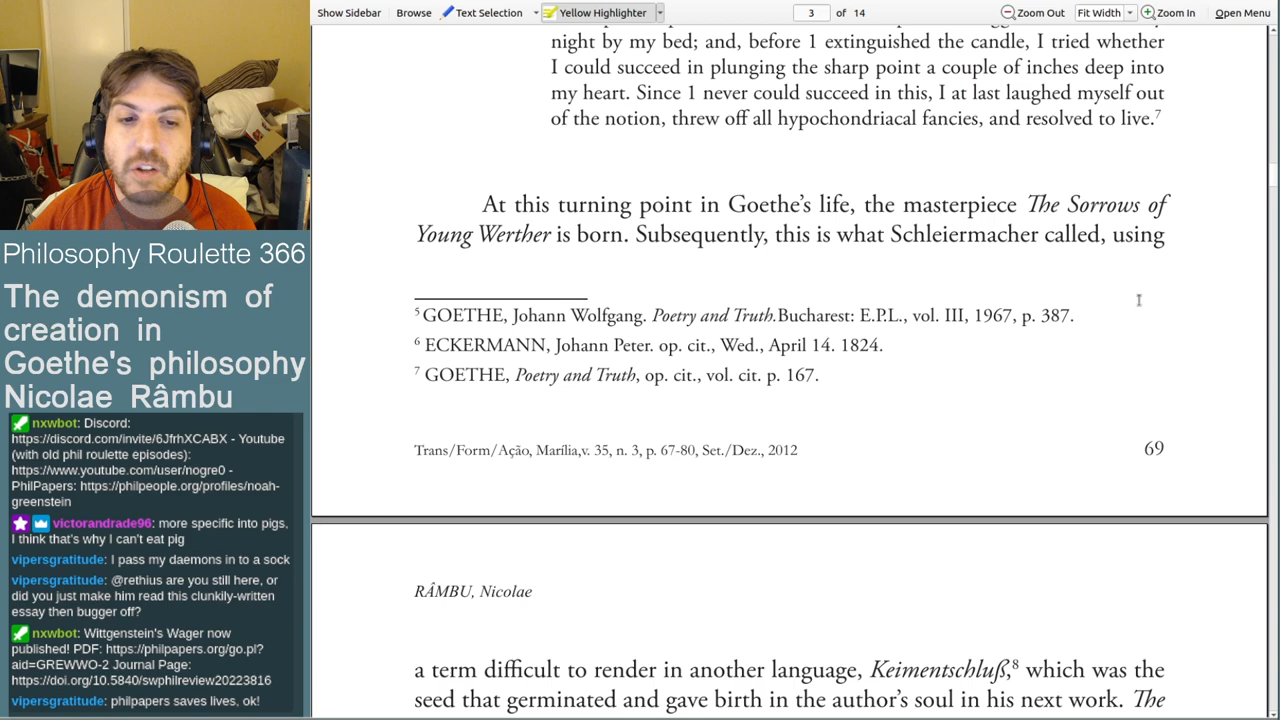 Show Sidebar Browse Text Selection Yellow Highlighter 3 of 14 Zoom Out Fit Width Zoom In Open Menu
night by my bed; and, before 1 extinguished the candle, I tried whether
I could succeed in plunging the sharp point a couple of inches deep into
my heart. Since 1 never could succeed in this, I at last laughed myself out
of the notion, threw off all hypochondriacal fancies, and resolved to live.7
At this turning point in Goethe's life, the masterpiece The Sorrows of
Young Werther is born. Subsequently, this is what Schleiermacher called, using
5 GOETHE, Johann Wolfgang. Poetry and Truth.Bucharest: E.P.L., vol. III, 1967, p. 387.
6 ECKERMANN, Johann Peter. op. cit., Wed., April 14. 1824.
7 GOETHE, Poetry and Truth, op. cit., vol. cit. p. 167.
Trans/Form/Ação, Marília,v. 35, n. 3, p. 67-80, Set./Dez., 2012 69
RÂMBU, Nicolae
a term difficult to render in another language, Keimentschluß,8 which was the
seed that germinated and gave birth in the author's soul in his next work. The
Philosophy Roulette 366
The demonism of
creation in
Goethe's philosophy
Nicolae Râmbu
nxwbot: Discord:
https://discord.com/invite/6JfrhXCABX - Youtube
(with old phil roulette episodes):
https://www.youtube.com/user/nogre0 -
PhilPapers: https://philpeople.org/profiles/noah-
greenstein
victorandrade96: more specific into pigs,
I think that's why I can't eat pig
vipersgratitude: I pass my daemons in to a sock
vipersgratitude: @rethius are you still here, or
did you just make him read this clunkily-written
essay then bugger off?
nxwbot: Wittgenstein's Wager now
published! PDF: https://philpapers.org/go.pl?
aid=GREWWO-2 Journal Page:
https://doi.org/10.5840/swphilreview20223816
vipersgratitude: philpapers saves lives, ok!